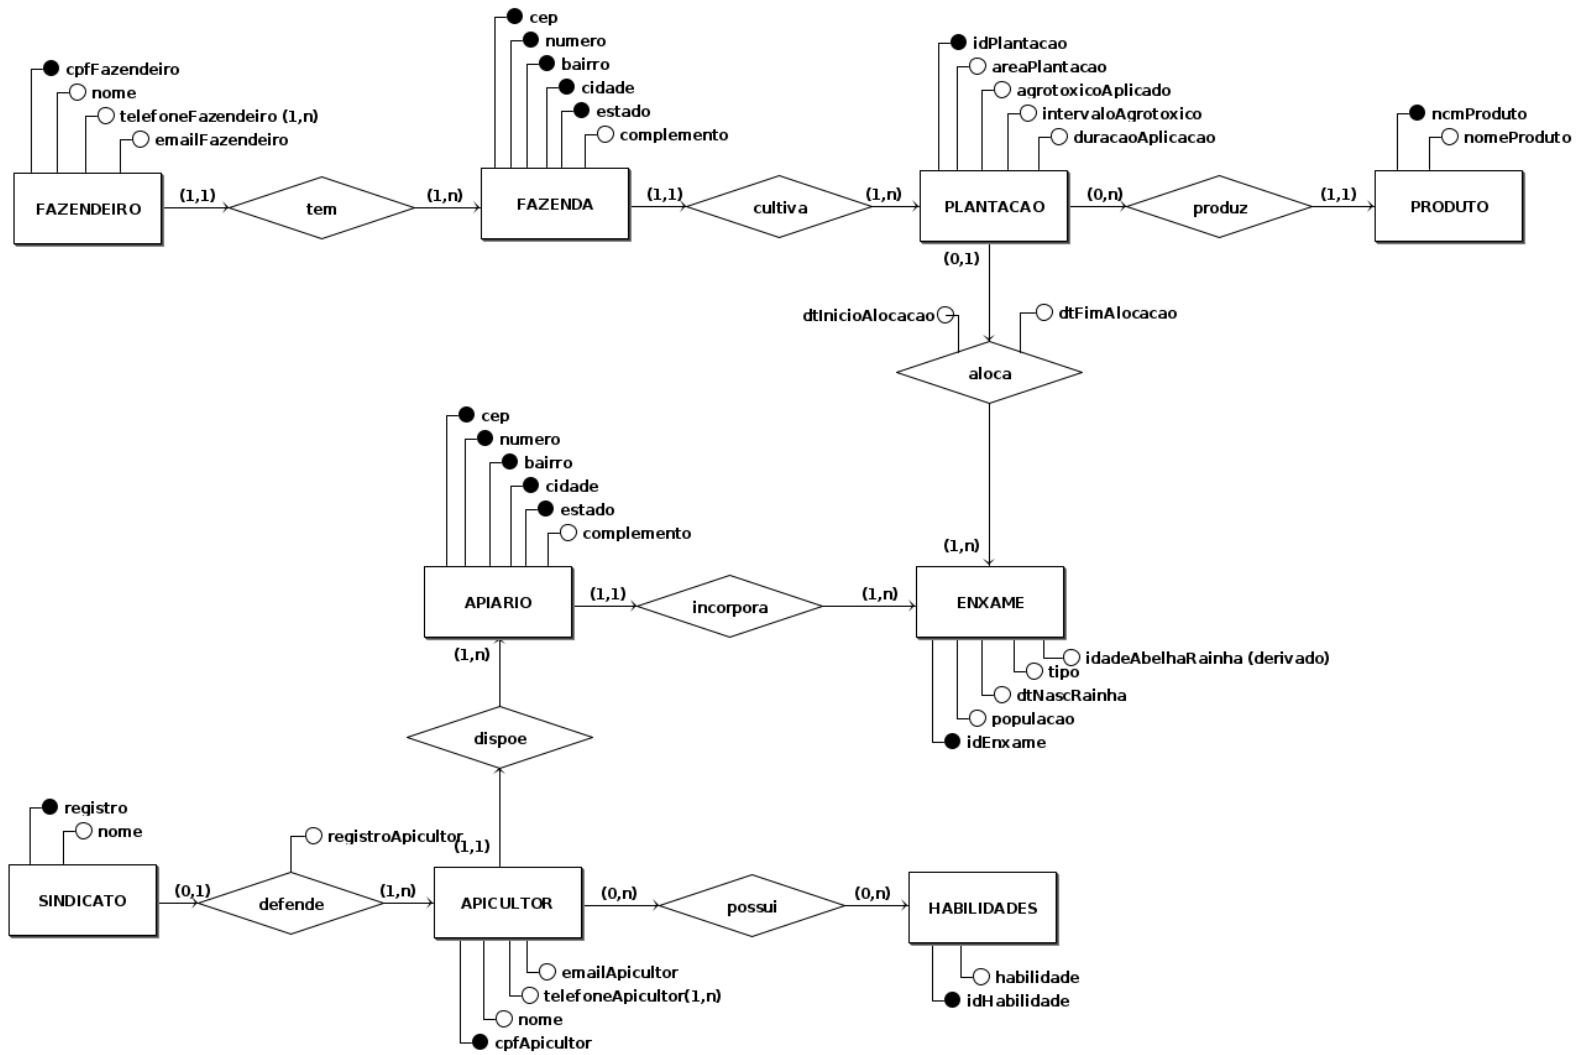 cpfFazendeiro
nome
telefoneFazendeiro (1,n)
emailFazendeiro
FAZENDEIRO
(1,1)
tem
(1,n)
cep
numero
bairro
cidade
estado
complemento
FAZENDA
(1,1)
cultiva
(1,n)
idPlantacao
areaPlantacao
agrotoxicoAplicado
intervaloAgrotoxico
duracaoAplicacao
PLANTACAO
(0,n)
produz
(1,1)
ncmProduto
nomeProduto
PRODUTO
(0,1)
dtInicioAlocacao
dtFimAlocacao
aloca
(1,n)
cep
numero
bairro
cidade
estado
complemento
APIARIO
(1,1)
incorpora
(1,n)
ENXAME
idadeAbelhaRainha (derivado)
tipo
dtNascRainha
populacao
idEnxame
(1,n)
dispoe
(1,1)
registro
nome
SINDICATO
(0,1)
registroApicultor
defende
(1,n)
APICULTOR
(0,n)
possui
(0,n)
HABILIDADES
emailApicultor
telefoneApicultor(1,n)
nome
cpfApicultor
habilidade
idHabilidade